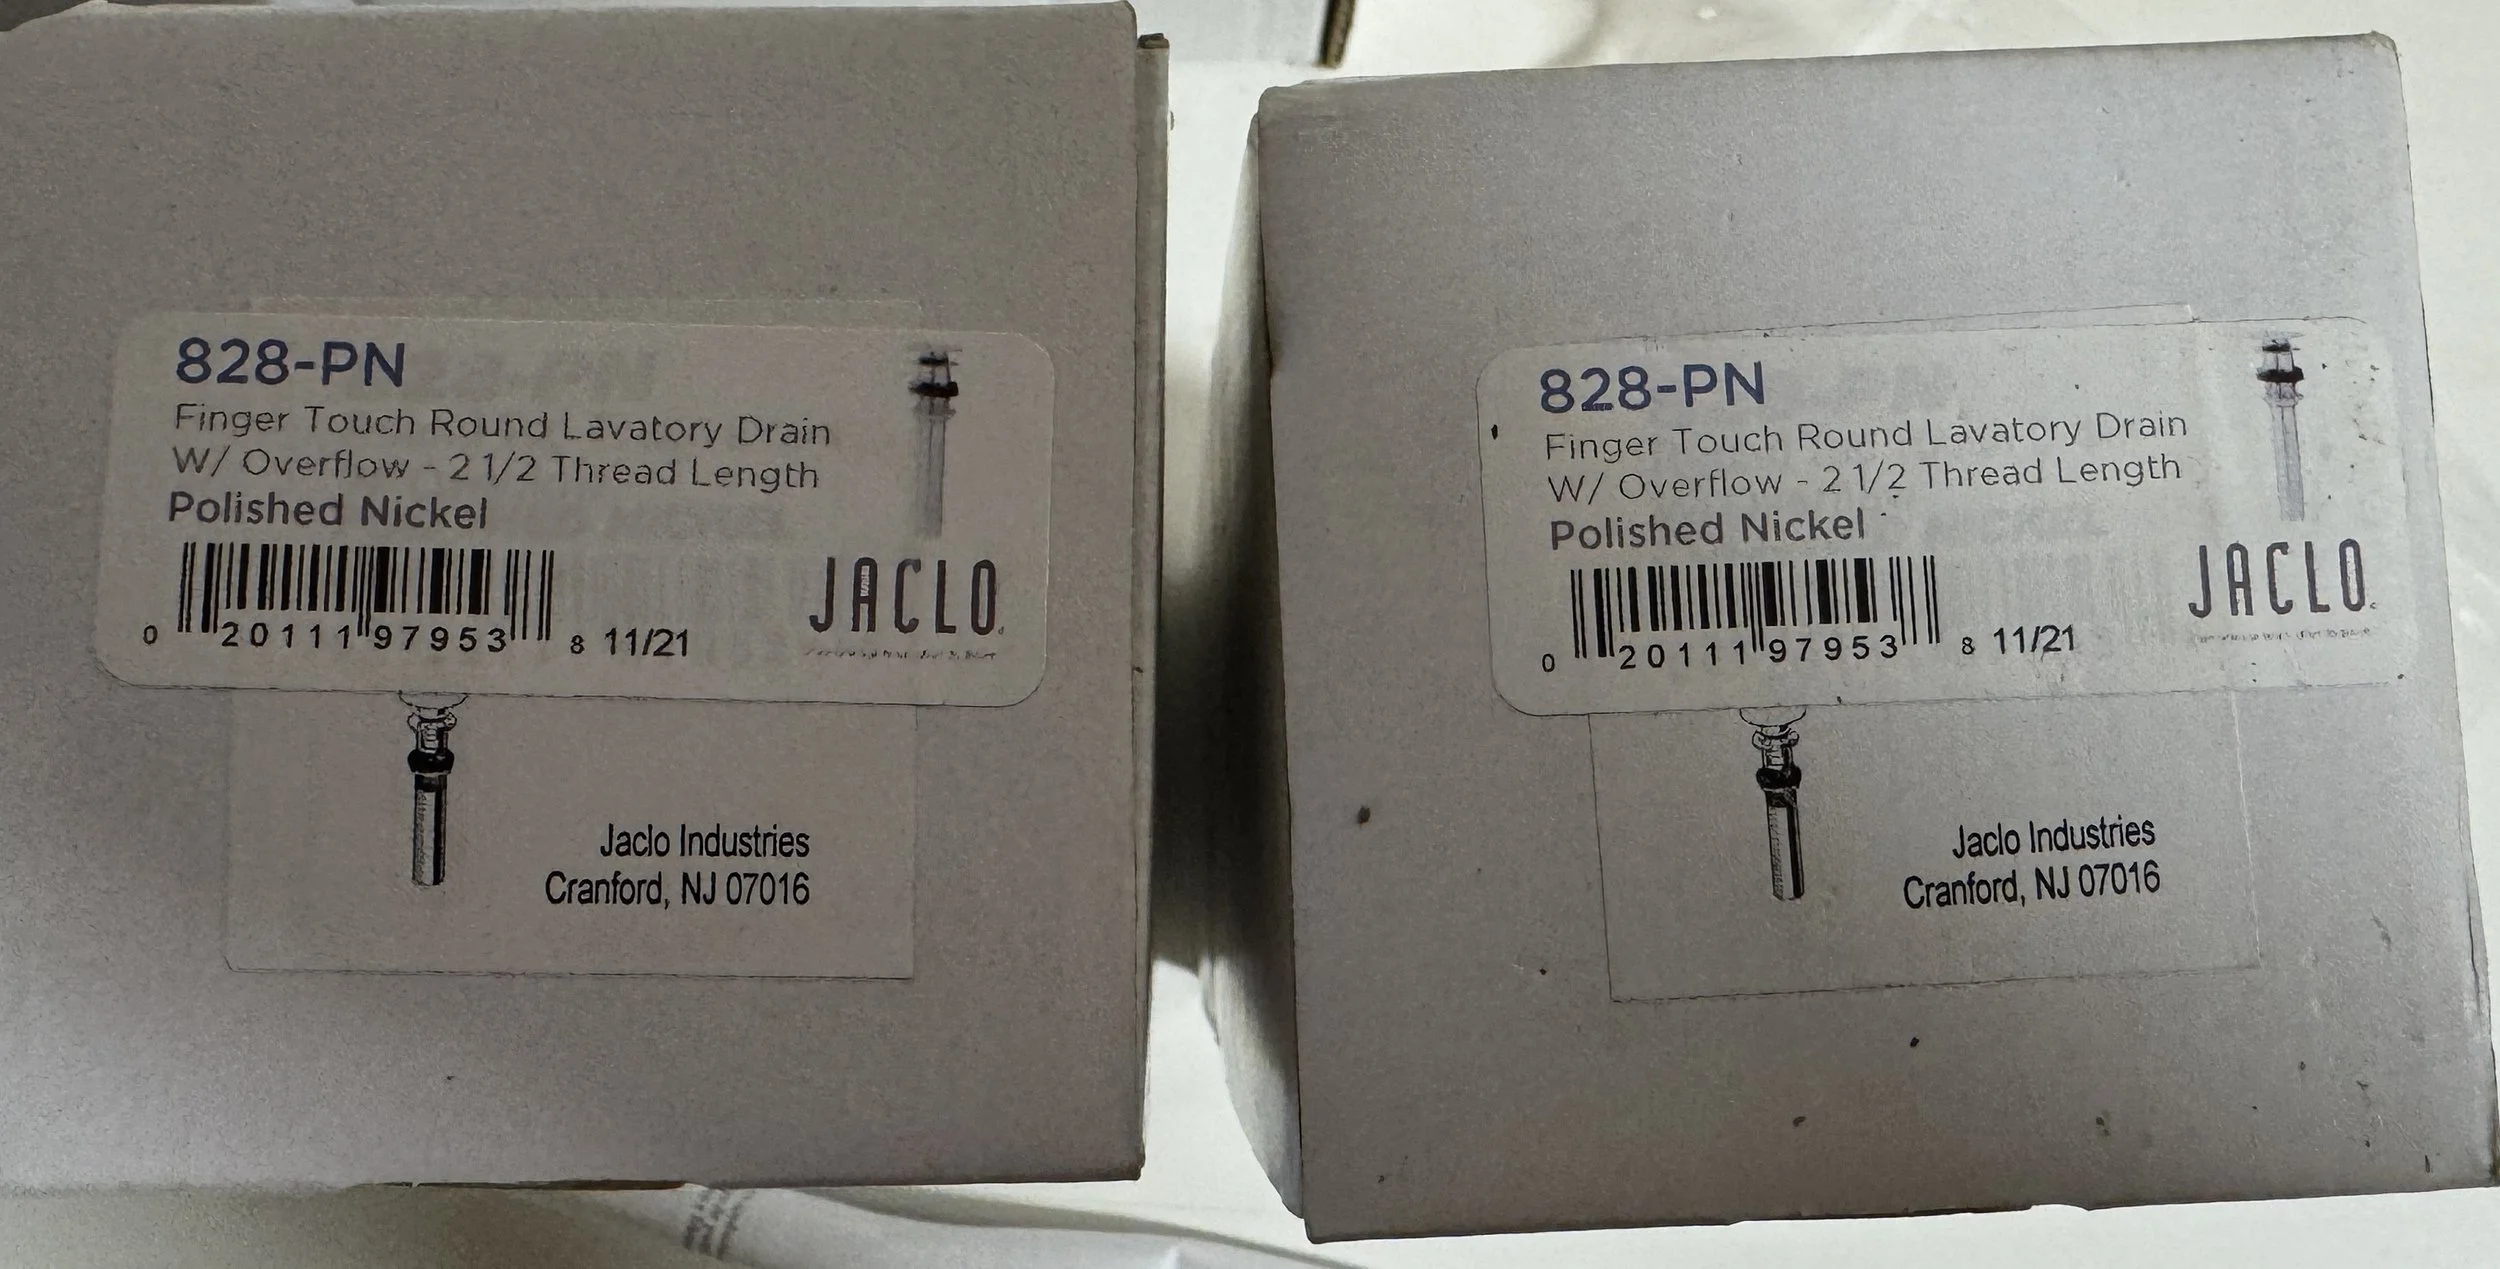 828-PN
Finger Touch Round Lavatory Drain
W/ Overflow - 2 1/2 Thread Length
Polished Nickel
0 20111 97953 8 11/21
JACLO
Jaclo Industries
Cranford, NJ 07016
828-PN
Finger Touch Round Lavatory Drain
W/ Overflow - 2 1/2 Thread Length
Polished Nickel
0 20111 97953 8 11/21
JACLO
Jaclo Industries
Cranford, NJ 07016